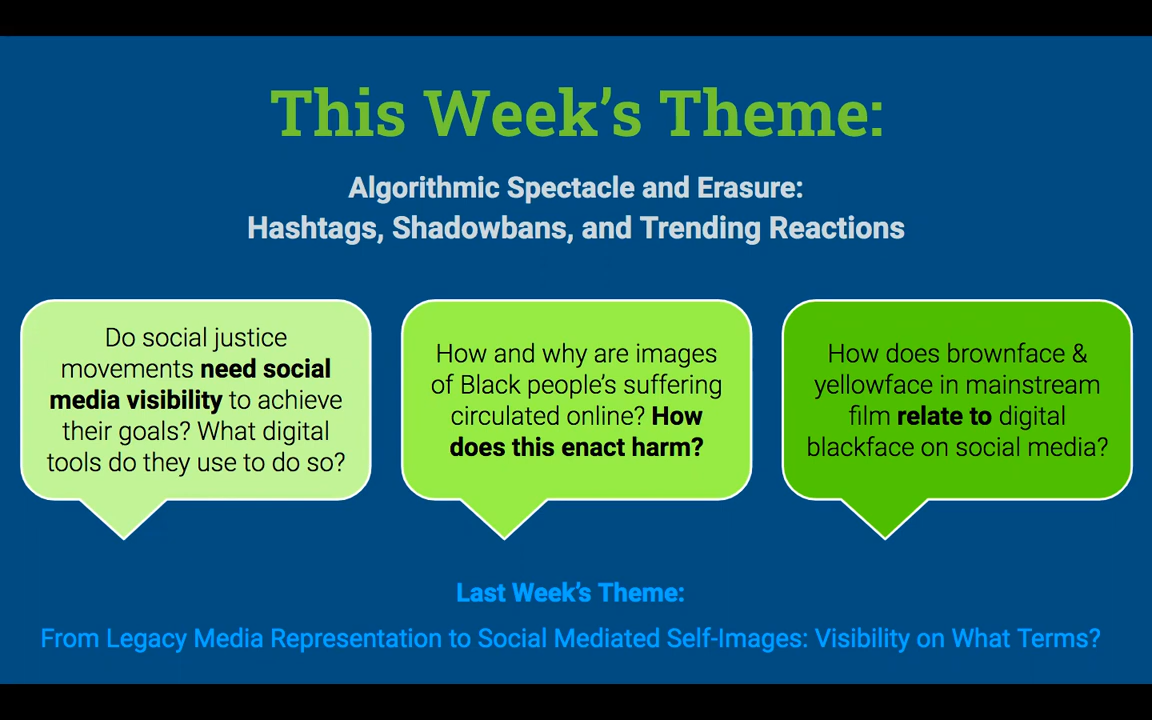 This Week’s Theme:
Algorithmic Spectacle and Erasure:
Hashtags, Shadowbans, and Trending Reactions
Do social justice
movements need social
media visibility to achieve
their goals? What digital
tools do they use to do so?
How and why are images
of Black people’s suffering
circulated online? How
does this enact harm?
How does brownface &
yellowface in mainstream
film relate to digital
blackface on social media?
Last Week’s Theme:
From Legacy Media Representation to Social Mediated Self-Images: Visibility on What Terms?